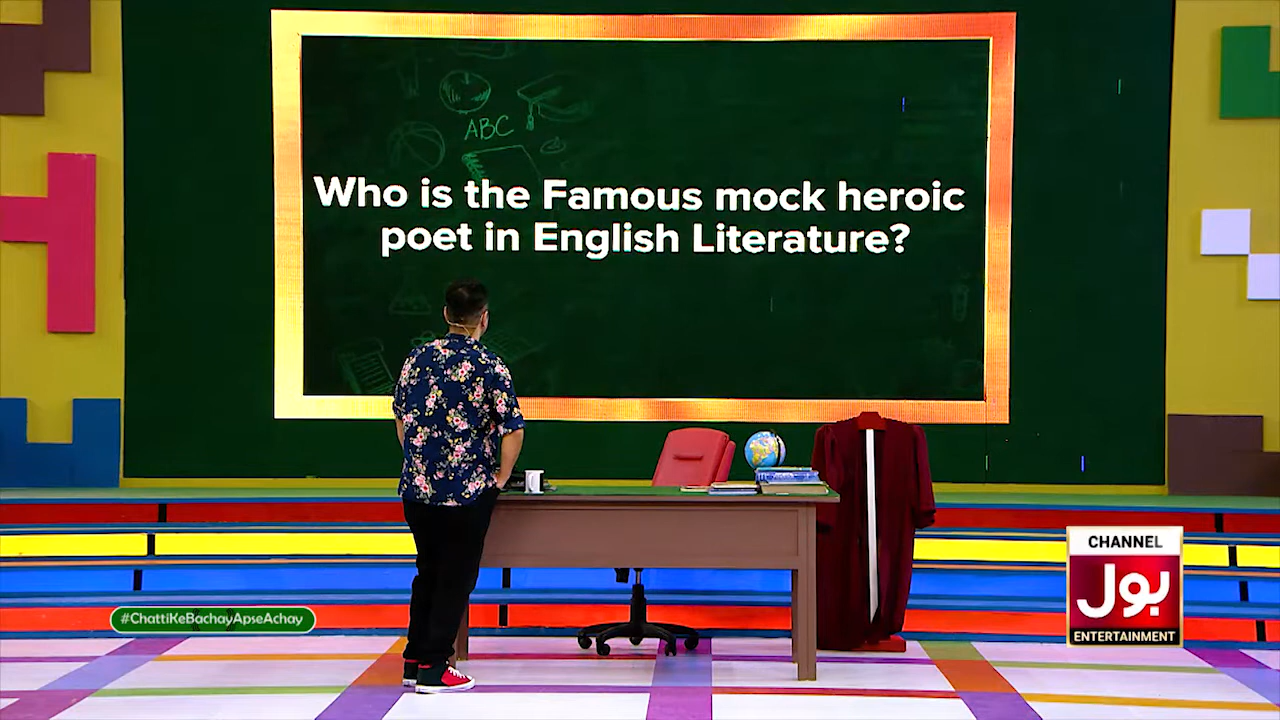 ABC
Who is the Famous mock heroic
poet in English Literature?
#ChattiKeBachayApseAchay
CHANNEL
بول
ENTERTAINMENT